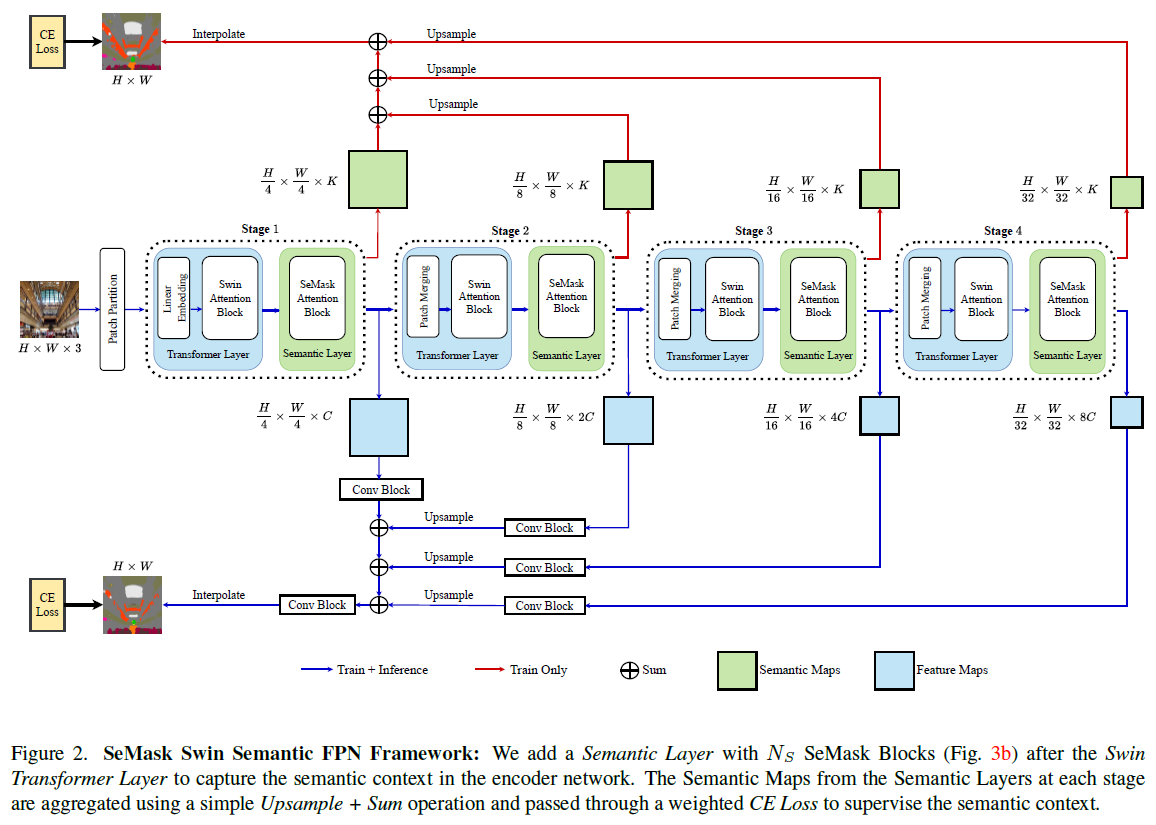 CE
Loss
H × W
Interpolate
Upsample
Upsample
Upsample
H/4 × W/4 × K
H/8 × W/8 × K
H/16 × W/16 × K
H/32 × W/32 × K
Stage 1
Stage 2
Stage 3
Stage 4
H × W × 3
Patch Partition
Linear
Embedding
Swin
Attention
Block
SeMask
Attention
Block
Transformer Layer
Semantic Layer
Patch Merging
Swin
Attention
Block
SeMask
Attention
Block
Transformer Layer
Semantic Layer
Patch Merging
Swin
Attention
Block
SeMask
Attention
Block
Transformer Layer
Semantic Layer
Patch Merging
Swin
Attention
Block
SeMask
Attention
Block
Transformer Layer
Semantic Layer
H/4 × W/4 × C
H/8 × W/8 × 2C
H/16 × W/16 × 4C
H/32 × W/32 × 8C
Conv Block
Upsample
Conv Block
Upsample
Conv Block
H × W
CE
Loss
Interpolate
Conv Block
Upsample
Conv Block
Train + Inference
Train Only
Sum
Semantic Maps
Feature Maps
Figure 2. SeMask Swin Semantic FPN Framework: We add a Semantic Layer with N_S SeMask Blocks (Fig. 3b) after the Swin
Transformer Layer to capture the semantic context in the encoder network. The Semantic Maps from the Semantic Layers at each stage
are aggregated using a simple Upsample + Sum operation and passed through a weighted CE Loss to supervise the semantic context.